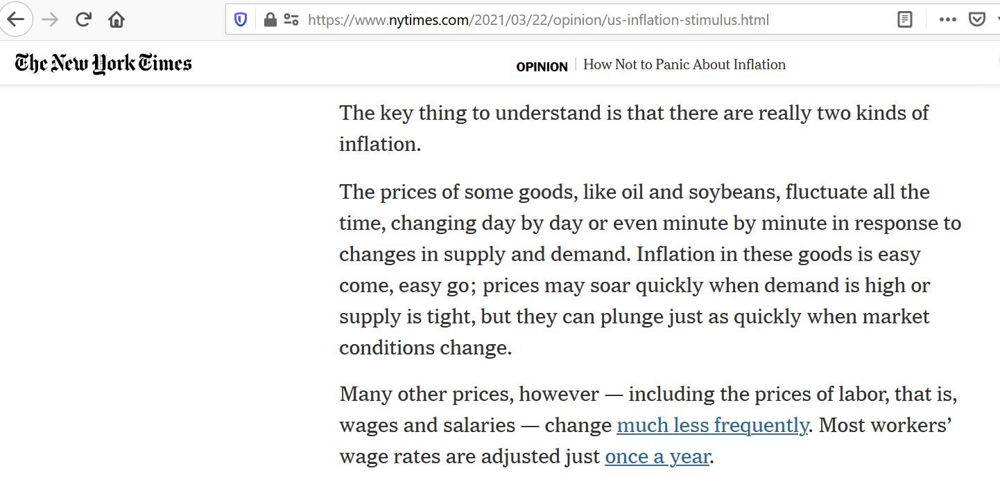 https://www.nytimes.com/2021/03/22/opinion/us-inflation-stimulus.html
The New York Times
OPINION | How Not to Panic About Inflation
The key thing to understand is that there are really two kinds of
inflation.
The prices of some goods, like oil and soybeans, fluctuate all the
time, changing day by day or even minute by minute in response to
changes in supply and demand. Inflation in these goods is easy
come, easy go; prices may soar quickly when demand is high or
supply is tight, but they can plunge just as quickly when market
conditions change.
Many other prices, however — including the prices of labor, that is,
wages and salaries — change much less frequently. Most workers’
wage rates are adjusted just once a year.